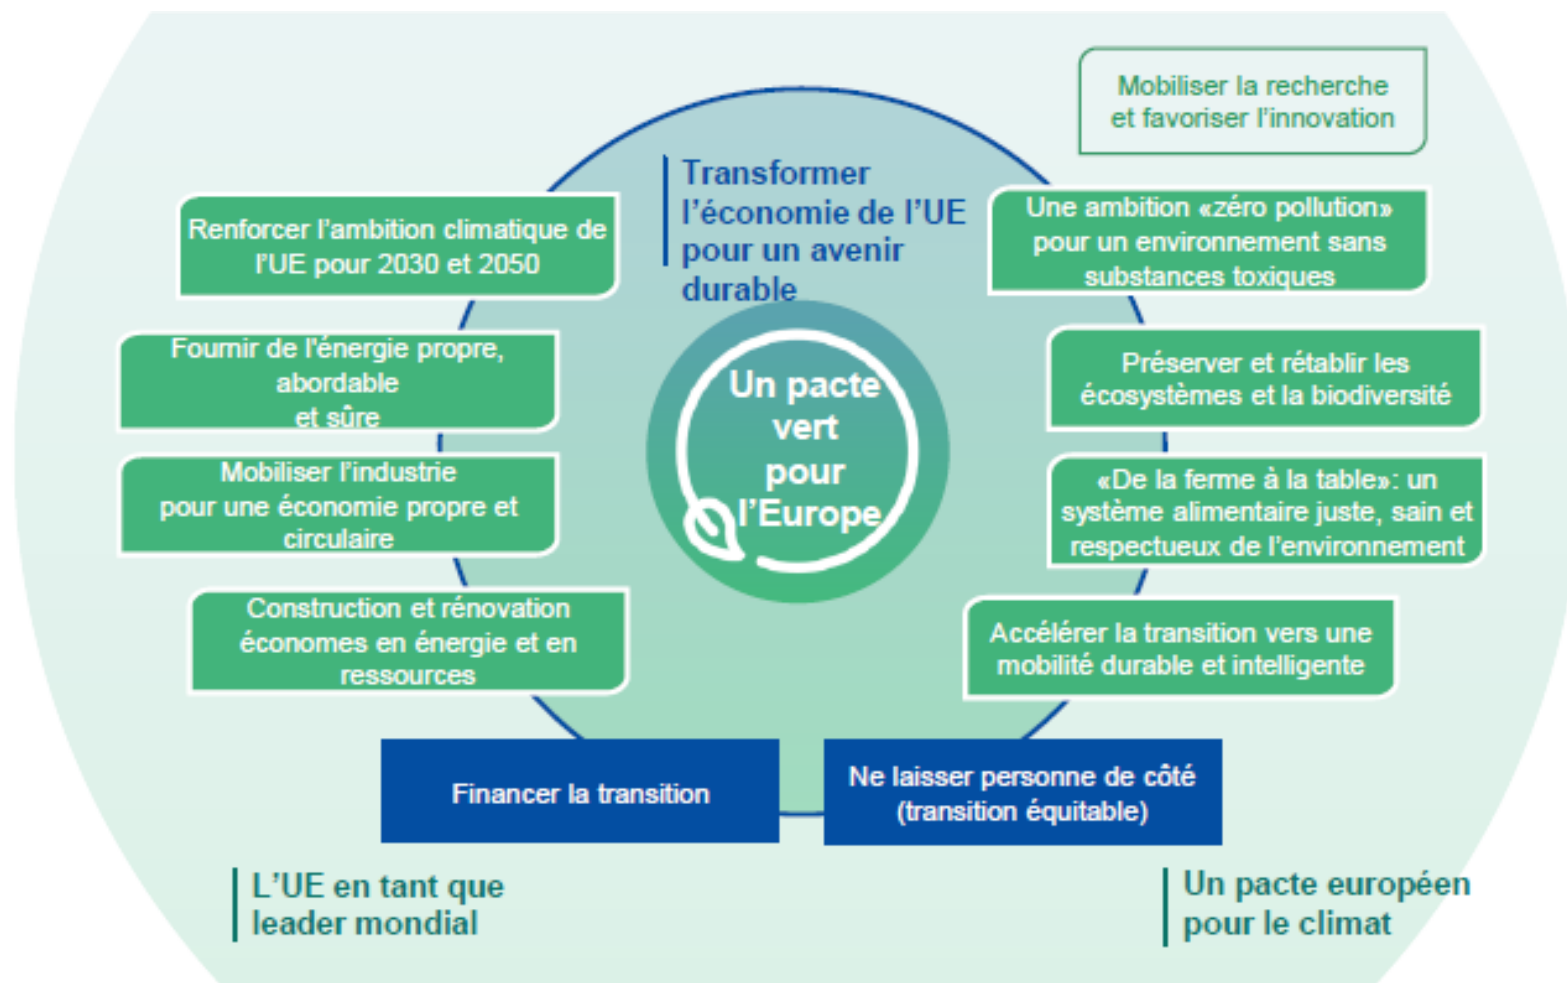 Mobiliser la recherche
et favoriser l'innovation
Transformer
l'économie de l'UE
pour un avenir
durable
Renforcer l'ambition climatique de
l'UE pour 2030 et 2050
Fournir de l'énergie propre,
abordable
et sûre
Mobiliser l'industrie
pour une économie propre et
circulaire
Construction et rénovation
économes en énergie et en
ressources
Un pacte
vert
pour
l'Europe
Une ambition «zéro pollution»
pour un environnement sans
substances toxiques
Préserver et rétablir les
écosystèmes et la biodiversité
«De la ferme à la table»: un
système alimentaire juste, sain et
respectueux de l'environnement
Accélérer la transition vers une
mobilité durable et intelligente
Financer la transition
Ne laisser personne de côté
(transition équitable)
L'UE en tant que
leader mondial
Un pacte européen
pour le climat